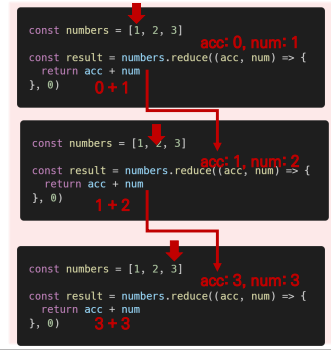 const numbers = [1, 2, 3]
acc: 0, num: 1
const result = numbers.reduce((acc, num) => {
return acc + num
}, 0)
0 + 1
const numbers = [1, 2, 3]
acc: 1, num: 2
const result = numbers.reduce((acc, num) => {
return acc + num
}, 0)
1 + 2
const numbers = [1, 2, 3]
acc: 3, num: 3
const result = numbers.reduce((acc, num) => {
return acc + num
}, 0)
3 + 3